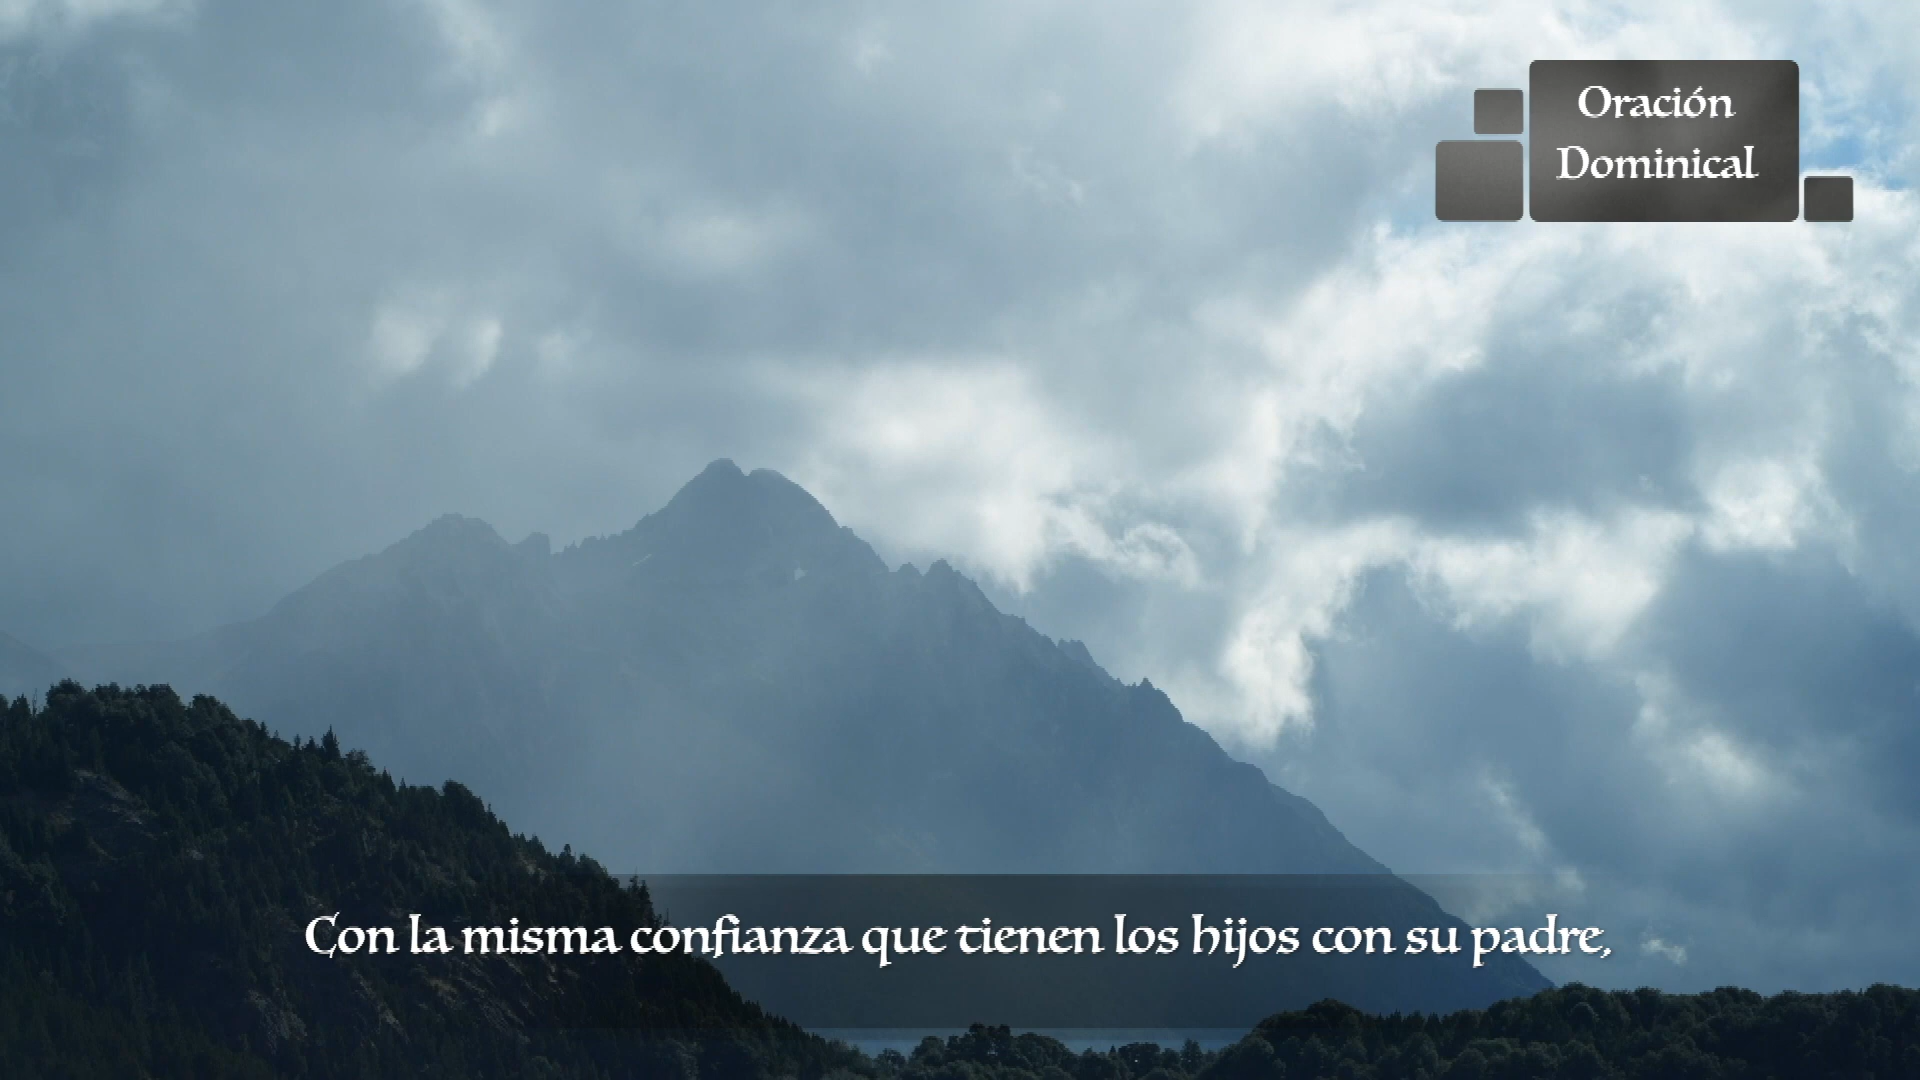 Oración
Dominical
Con la misma confianza que tienen los hijos con su padre,